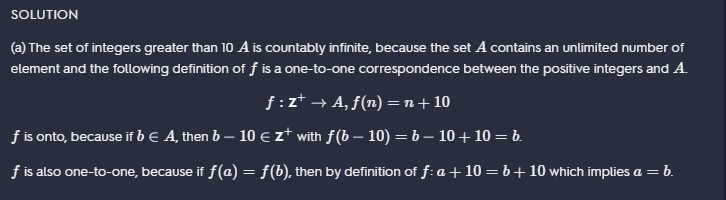 SOLUTION
(a) The set of integers greater than 10 A is countably infinite, because the set A contains an unlimited number of
element and the following definition of f is a one-to-one correspondence between the positive integers and A.
f : z⁺ → A, f(n) = n + 10
f is onto, because if b ∈ A, then b − 10 ∈ z⁺ with f(b − 10) = b − 10 + 10 = b.
f is also one-to-one, because if f(a) = f(b), then by definition of f: a + 10 = b + 10 which implies a = b.